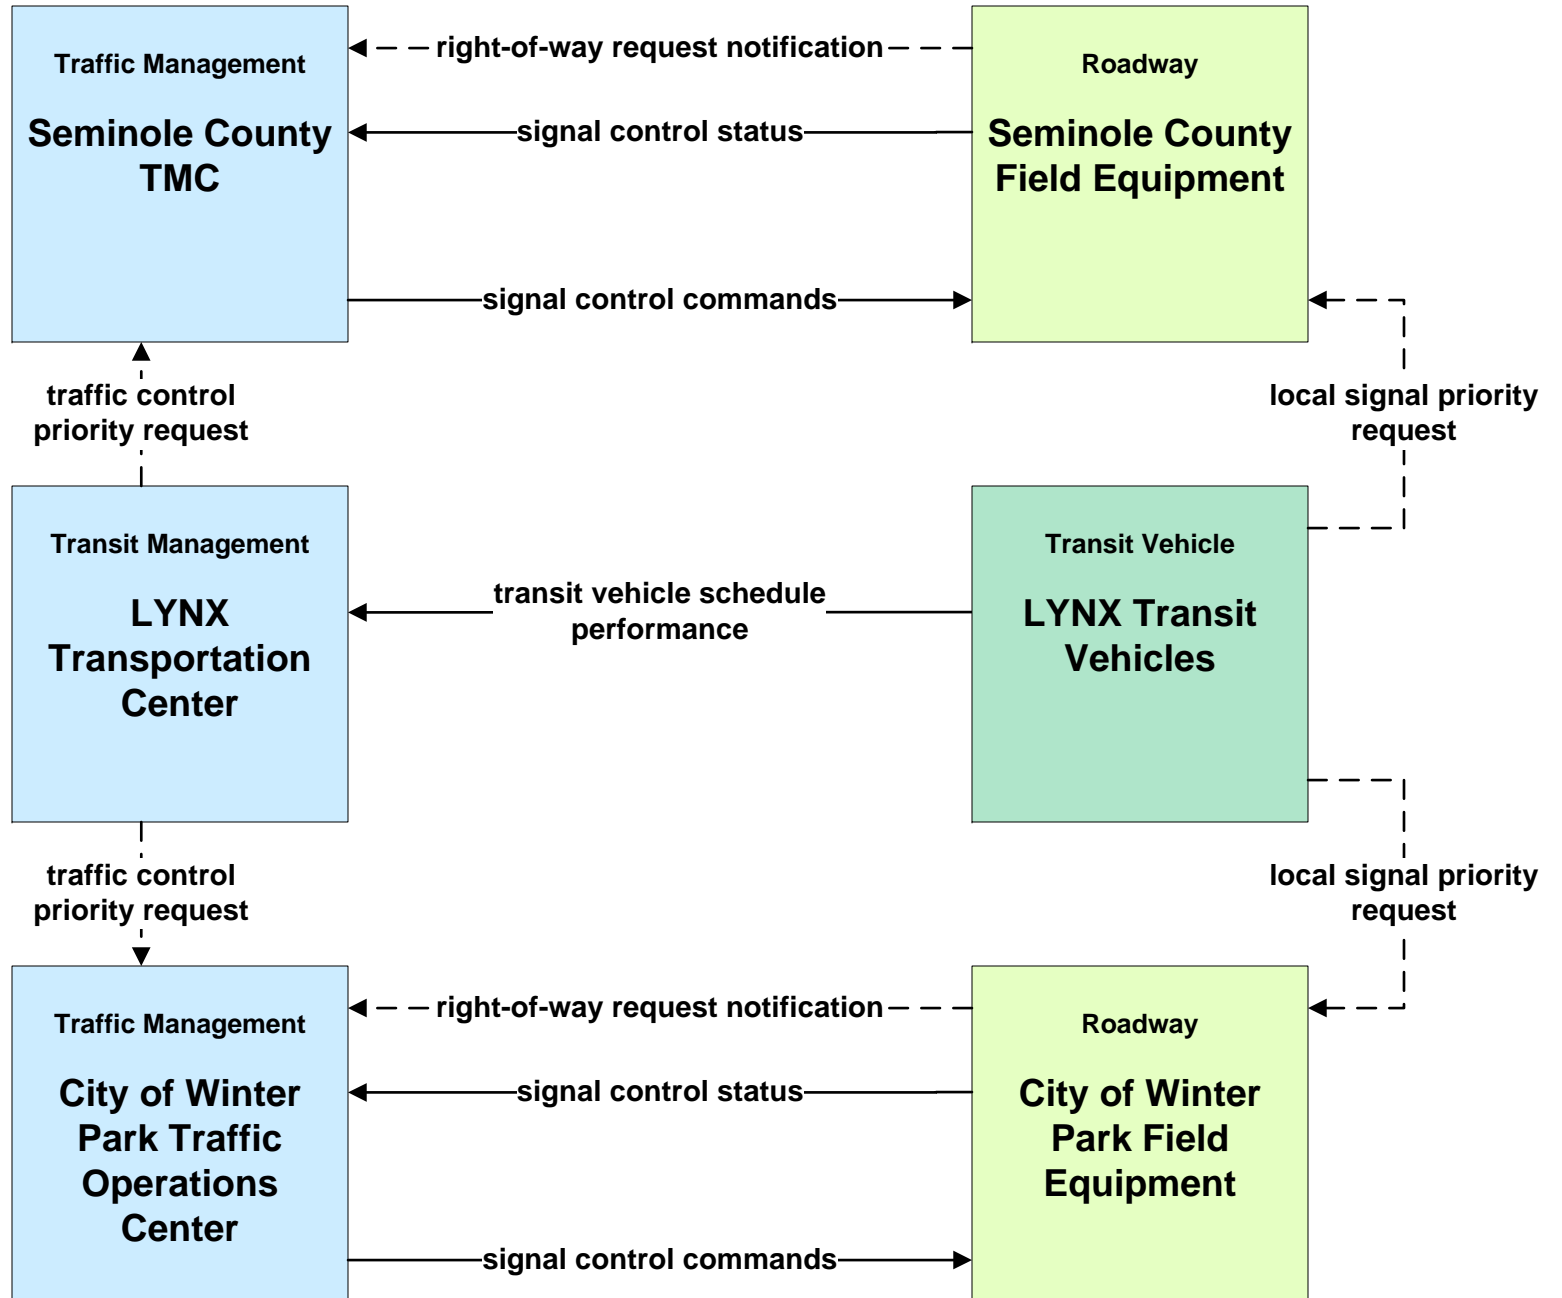 Traffic Management
Seminole County
TMC
right-of-way request notification
signal control status
signal control commands
Roadway
Seminole County
Field Equipment
traffic control
priority request
local signal priority
request
Transit Management
LYNX
Transportation
Center
transit vehicle schedule
performance
Transit Vehicle
LYNX Transit
Vehicles
traffic control
priority request
local signal priority
request
Traffic Management
City of Winter
Park Traffic
Operations
Center
right-of-way request notification
signal control status
signal control commands
Roadway
City of Winter
Park Field
Equipment